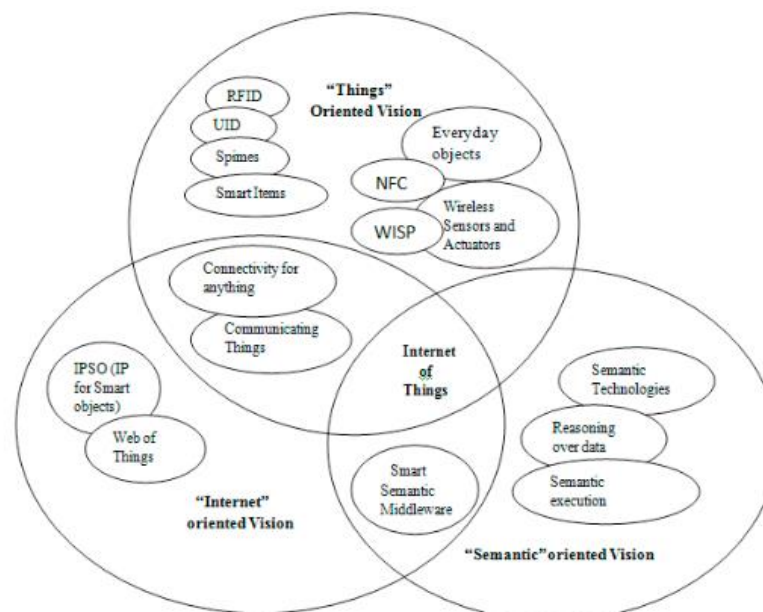 “Things”
Oriented Vision
RFID
UID
Spimes
Smart Items
Everyday
objects
NFC
Wireless
Sensors and
Actuators
WISP
Connectivity for
anything
Communicating
Things
Internet
of
Things
IPSO (IP
for Smart
objects)
Web of
Things
“Internet”
oriented Vision
Smart
Semantic
Middleware
Semantic
Technologies
Reasoning
over data
Semantic
execution
“Semantic” oriented Vision